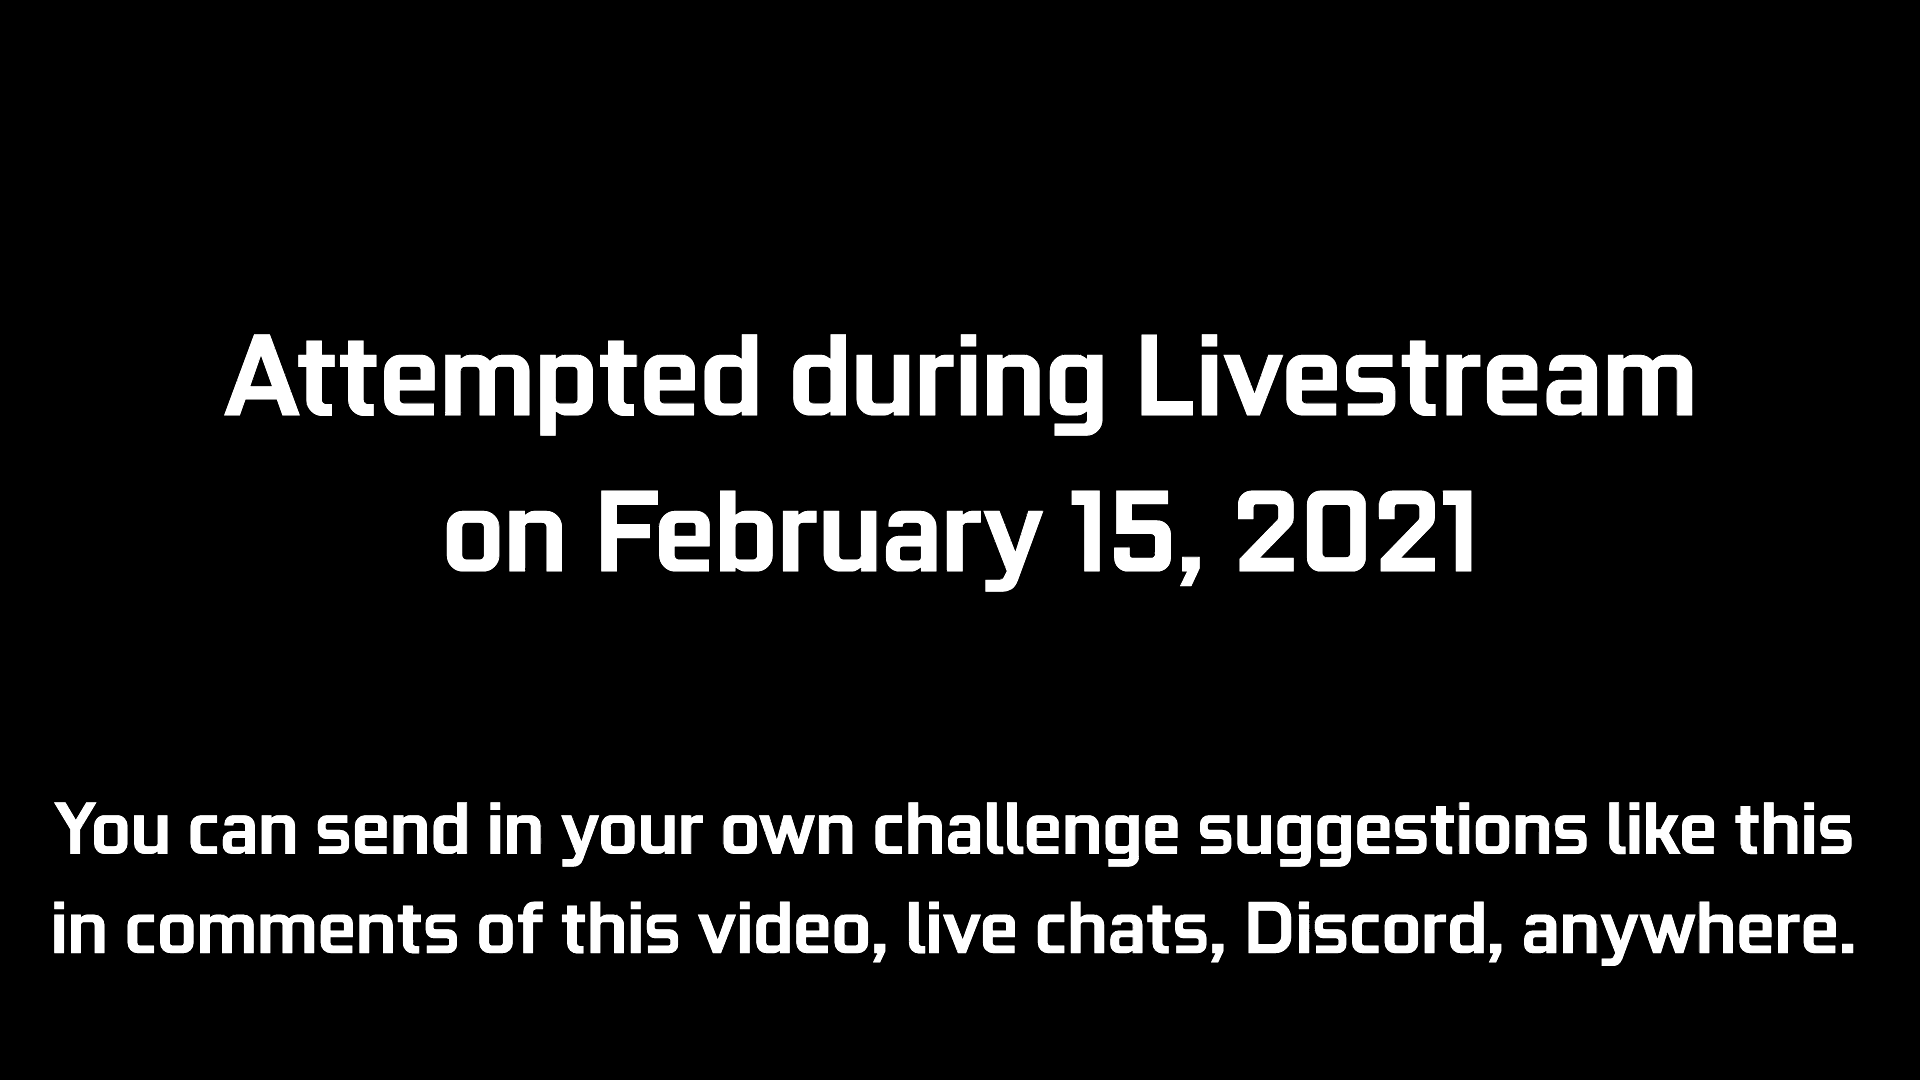 Attempted during Livestream
on February 15, 2021
You can send in your own challenge suggestions like this
in comments of this video, live chats, Discord, anywhere.